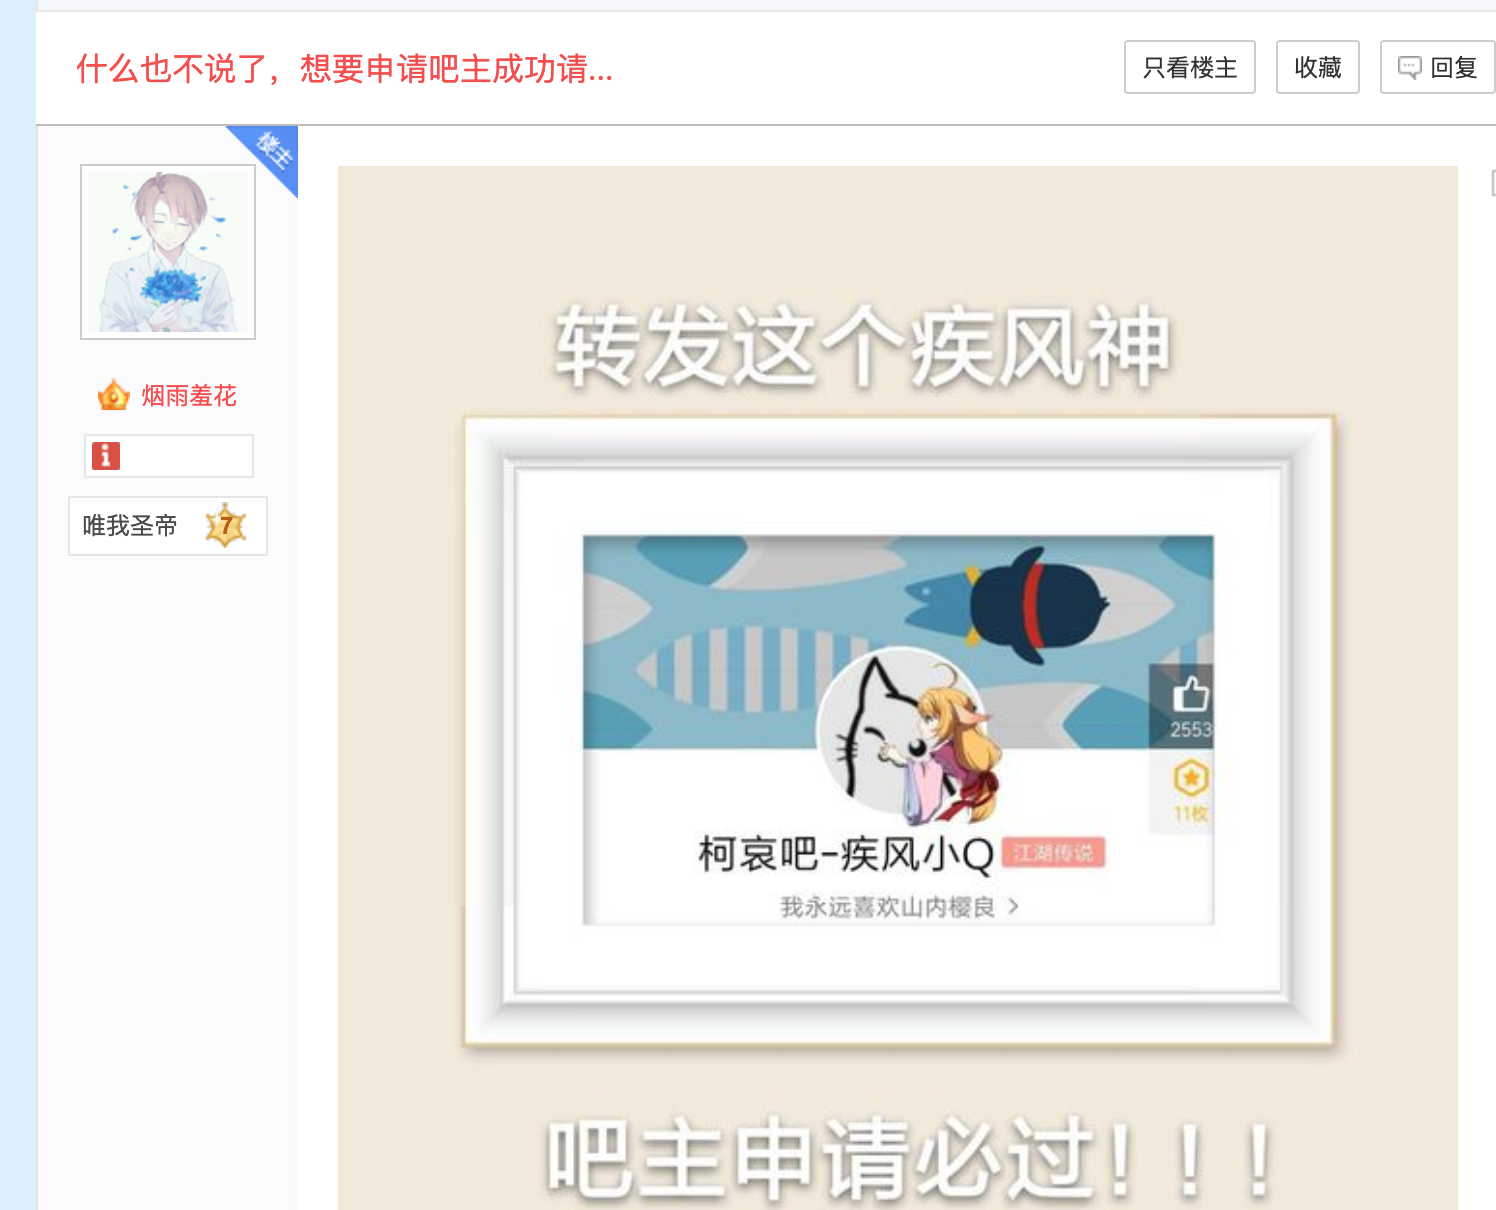 什么也不说了，想要申请吧主成功请...
只看楼主
收藏
回复
楼主
烟雨羞花
唯我圣帝 7
转发这个疾风神
2553
11枚
柯哀吧-疾风小Q 江湖传说
我永远喜欢山内樱良 >
吧主申请必过！！！